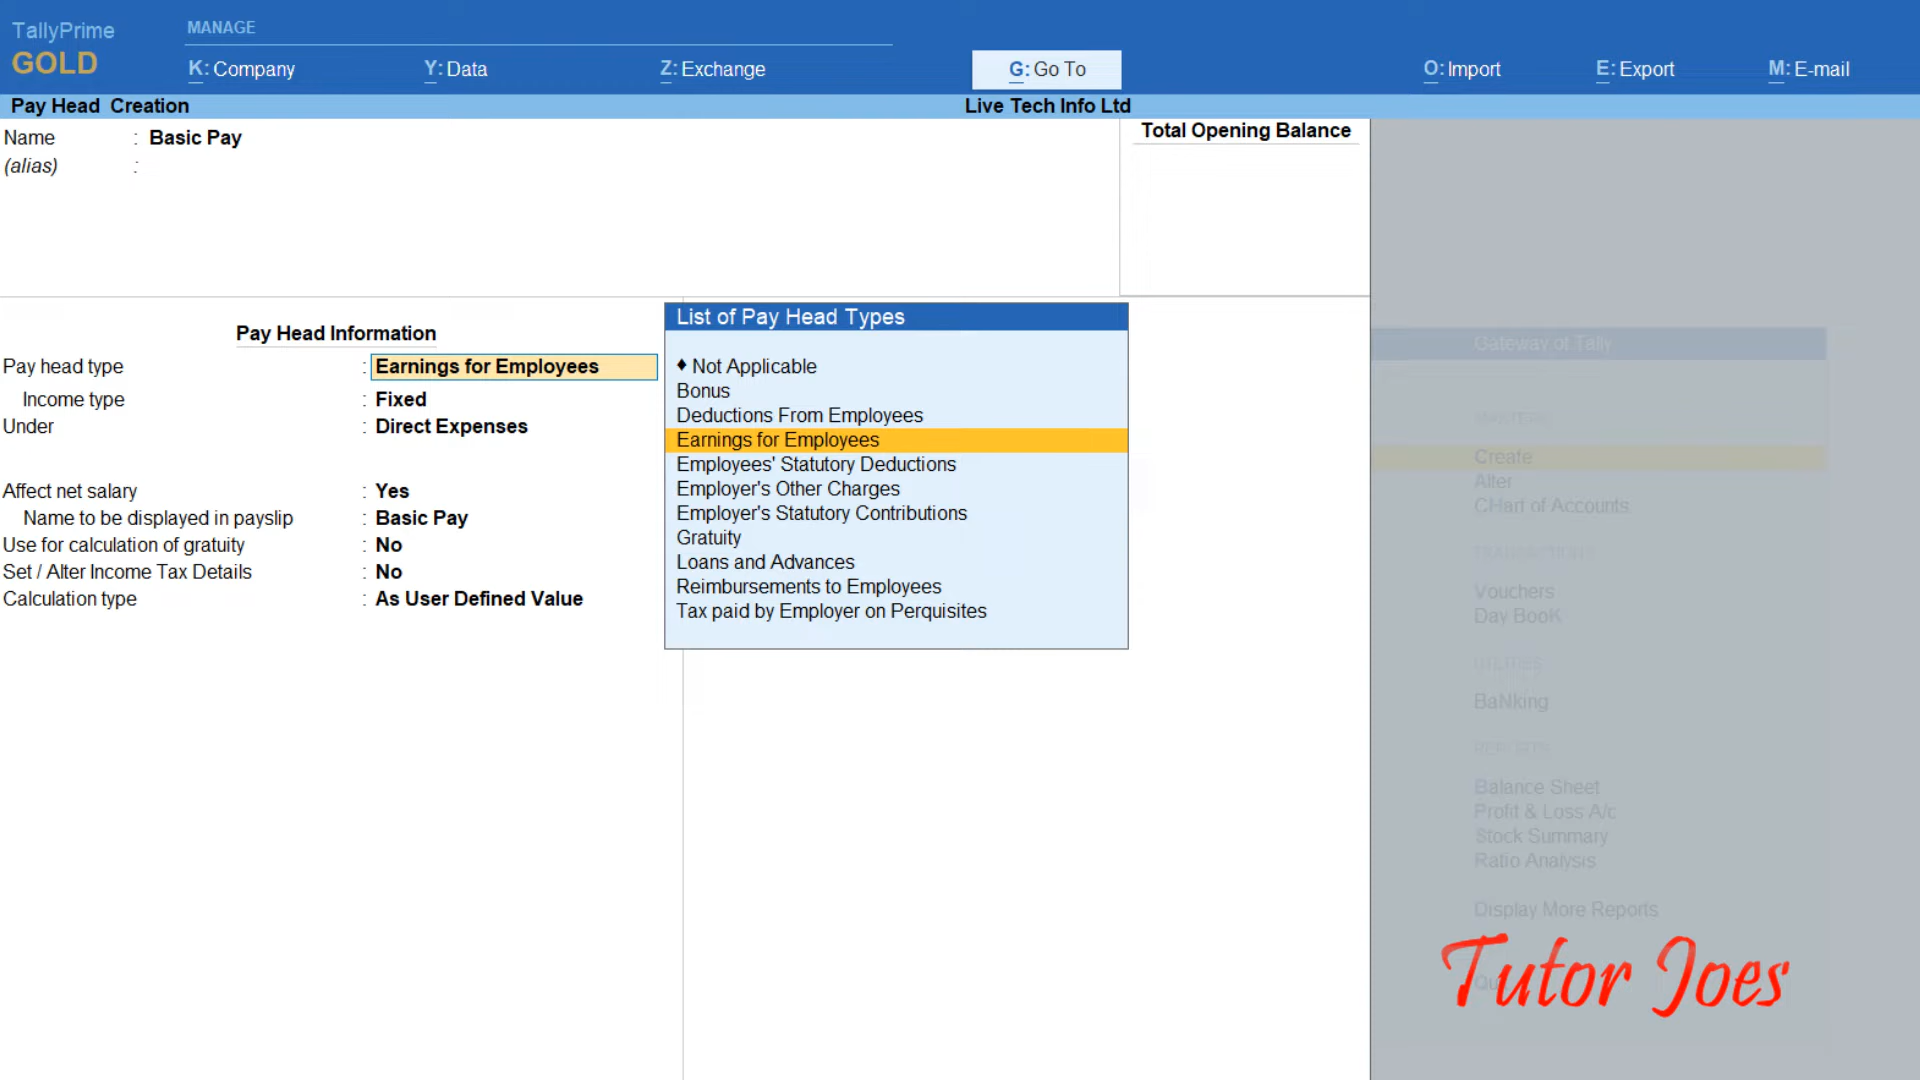 TallyPrime
GOLD
MANAGE
K: Company
Y: Data
Z: Exchange
G: Go To
O: Import
E: Export
M: E-mail
Pay Head Creation
Live Tech Info Ltd
Name : Basic Pay
(alias) :
Total Opening Balance
Pay Head Information
Pay head type : Earnings for Employees
Income type : Fixed
Under : Direct Expenses
Affect net salary : Yes
Name to be displayed in payslip : Basic Pay
Use for calculation of gratuity : No
Set / Alter Income Tax Details : No
Calculation type : As User Defined Value
List of Pay Head Types
♦ Not Applicable
Bonus
Deductions From Employees
Earnings for Employees
Employees' Statutory Deductions
Employer's Other Charges
Employer's Statutory Contributions
Gratuity
Loans and Advances
Reimbursements to Employees
Tax paid by Employer on Perquisites
Gateway of Tally
MASTERS
Create
Alter
CHart of Accounts
TRANSACTIONS
Vouchers
Day BooK
UTILITIES
BaNking
REPORTS
Balance Sheet
Profit & Loss A/c
Stock Summary
Ratio Analysis
Display More Reports
Tutor Joes